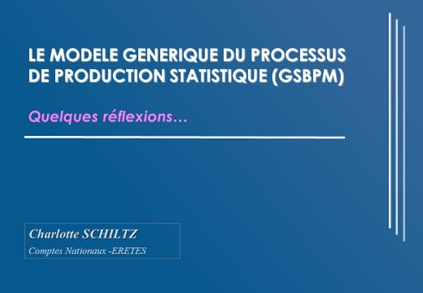 LE MODELE GENERIQUE DU PROCESSUS
DE PRODUCTION STATISTIQUE (GSBPM)
Quelques réflexions…
Charlotte SCHILTZ
Comptes Nationaux -ERETES